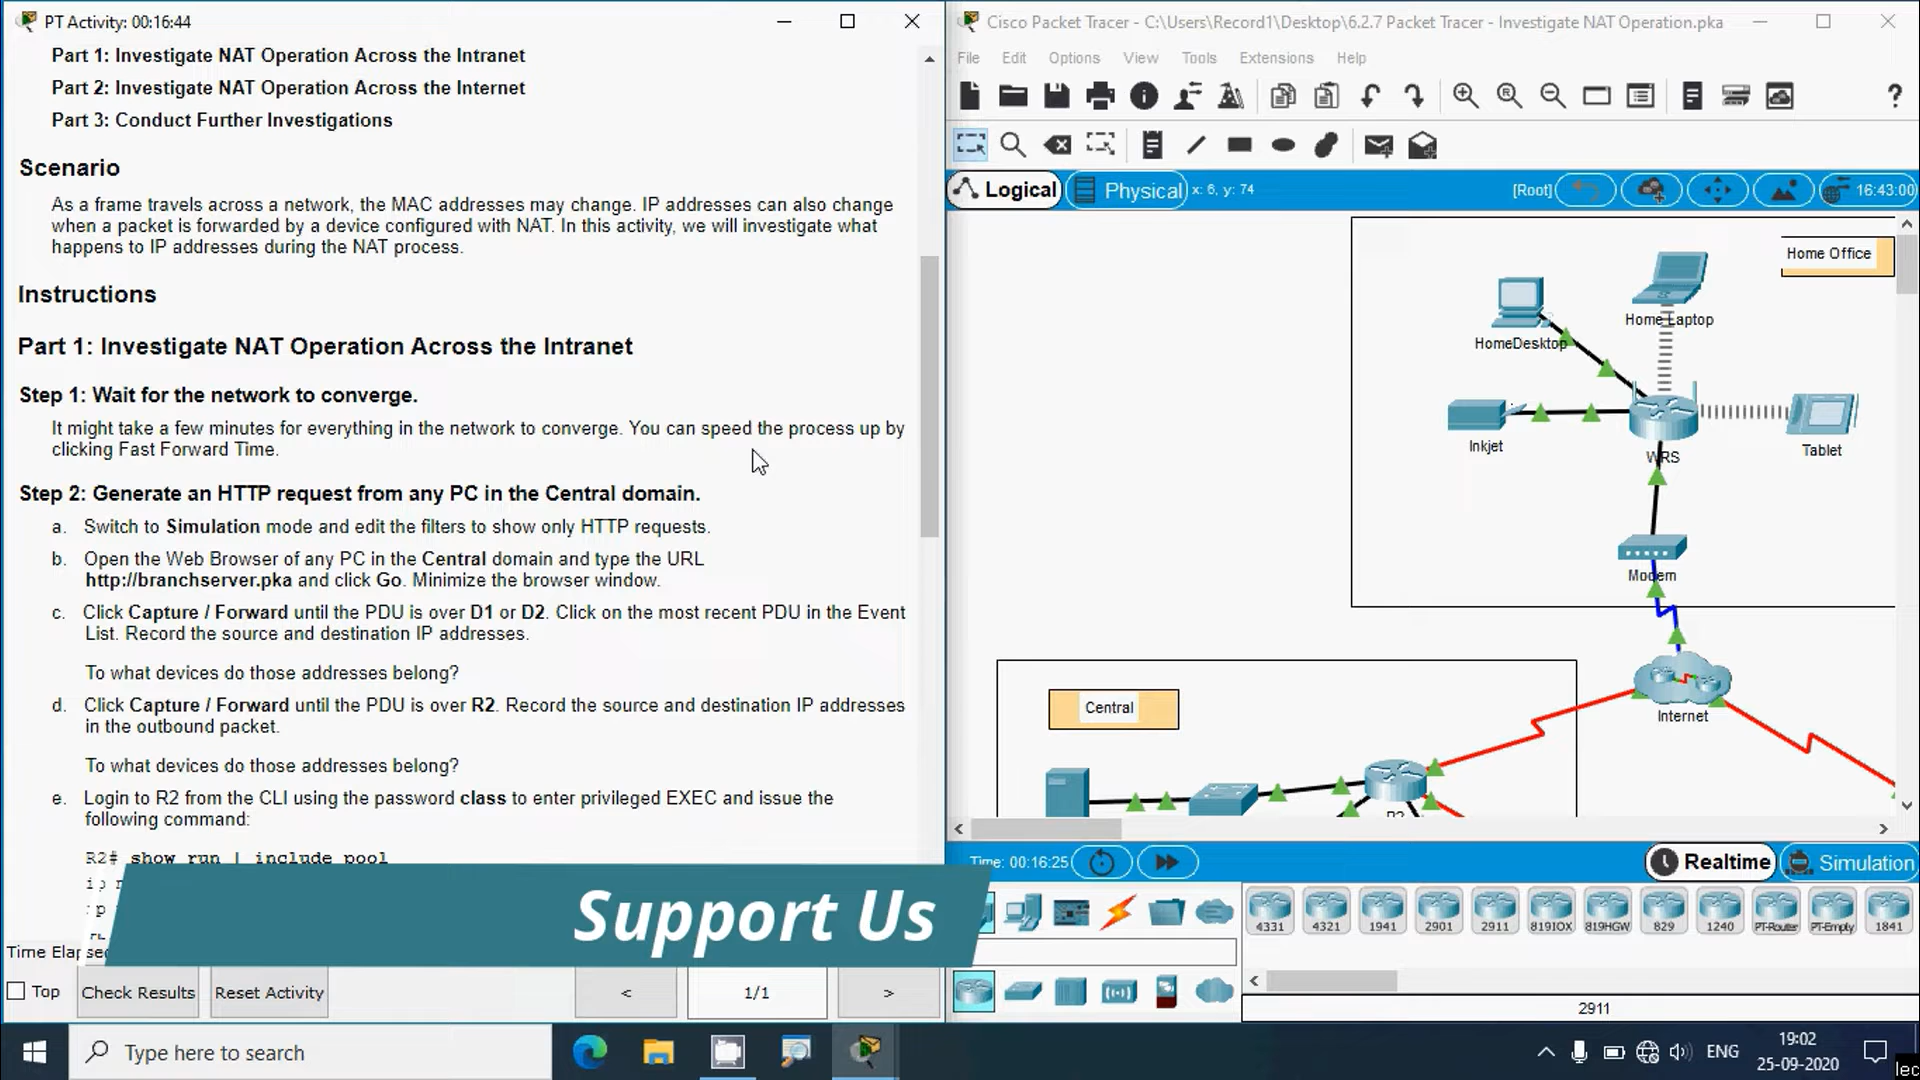 PT Activity: 00:16:44
Part 1: Investigate NAT Operation Across the Intranet
Part 2: Investigate NAT Operation Across the Internet
Part 3: Conduct Further Investigations
Scenario
As a frame travels across a network, the MAC addresses may change. IP addresses can also change
when a packet is forwarded by a device configured with NAT. In this activity, we will investigate what
happens to IP addresses during the NAT process.
Instructions
Part 1: Investigate NAT Operation Across the Intranet
Step 1: Wait for the network to converge.
It might take a few minutes for everything in the network to converge. You can speed the process up by
clicking Fast Forward Time.
Step 2: Generate an HTTP request from any PC in the Central domain.
a. Switch to Simulation mode and edit the filters to show only HTTP requests.
b. Open the Web Browser of any PC in the Central domain and type the URL
http://branchserver.pka and click Go. Minimize the browser window.
c. Click Capture / Forward until the PDU is over D1 or D2. Click on the most recent PDU in the Event
List. Record the source and destination IP addresses.
To what devices do those addresses belong?
d. Click Capture / Forward until the PDU is over R2. Record the source and destination IP addresses
in the outbound packet.
To what devices do those addresses belong?
e. Login to R2 from the CLI using the password class to enter privileged EXEC and issue the
following command:
R2# show run | include pool
Support Us
Time Elapsed
Top
Check Results
Reset Activity
<
1/1
>
Cisco Packet Tracer - C:\Users\Record1\Desktop\6.2.7 Packet Tracer - Investigate NAT Operation.pka
File Edit Options View Tools Extensions Help
?
Logical
Physical
x: 6, y: 74
[Root]
16:43:00
Home Office
Home Laptop
HomeDesktop
Inkjet
WRS
Tablet
Modem
Internet
Central
R2
Time: 00:16:25
Realtime
Simulation
4331 4321 1941 2901 2911 819IOX 819HGW 829 1240 PT-Router PT-Empty 1841
2911
Type here to search
ENG
19:02
25-09-2020
lec